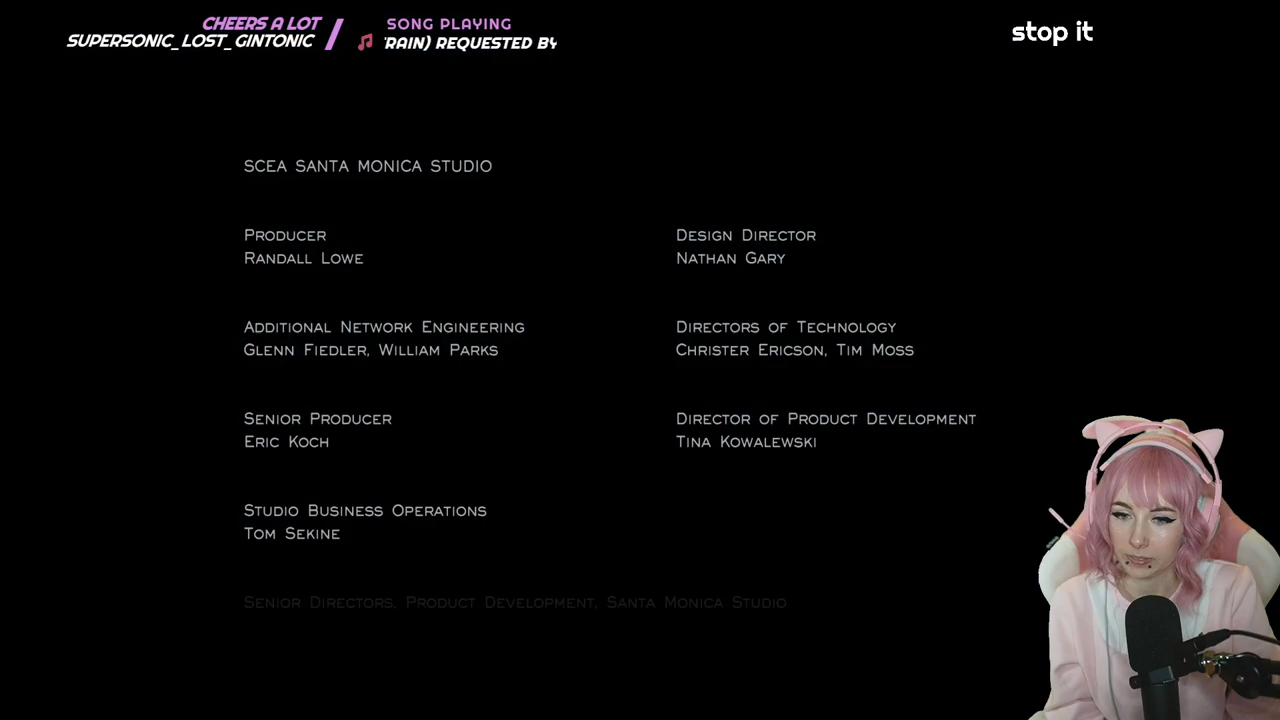 CHEERS A LOT
SUPERSONIC_LOST_GINTONIC
SONG PLAYING
RAIN) REQUESTED BY
stop it
SCEA SANTA MONICA STUDIO
PRODUCER
RANDALL LOWE
DESIGN DIRECTOR
NATHAN GARY
ADDITIONAL NETWORK ENGINEERING
GLENN FIEDLER, WILLIAM PARKS
DIRECTORS OF TECHNOLOGY
CHRISTER ERICSON, TIM MOSS
SENIOR PRODUCER
ERIC KOCH
DIRECTOR OF PRODUCT DEVELOPMENT
TINA KOWALEWSKI
STUDIO BUSINESS OPERATIONS
TOM SEKINE
SENIOR DIRECTORS, PRODUCT DEVELOPMENT, SANTA MONICA STUDIO